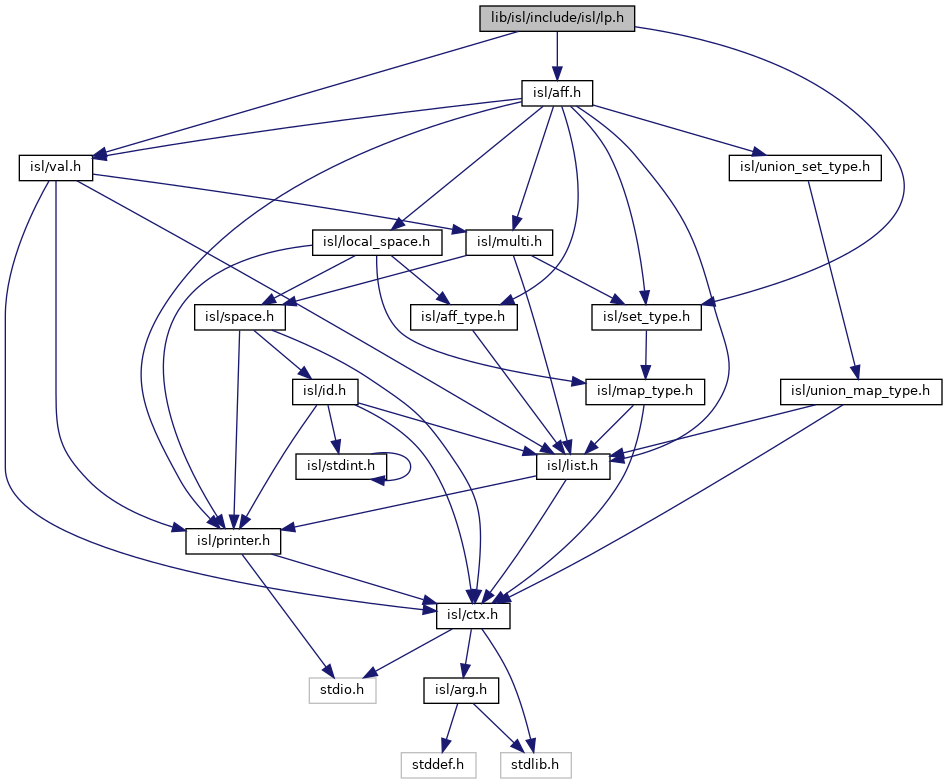 lib/isl/include/isl/lp.h
isl/aff.h
isl/val.h
isl/union_set_type.h
isl/local_space.h
isl/multi.h
isl/space.h
isl/aff_type.h
isl/set_type.h
isl/id.h
isl/map_type.h
isl/union_map_type.h
isl/stdint.h
isl/list.h
isl/printer.h
isl/ctx.h
stdio.h
isl/arg.h
stddef.h
stdlib.h